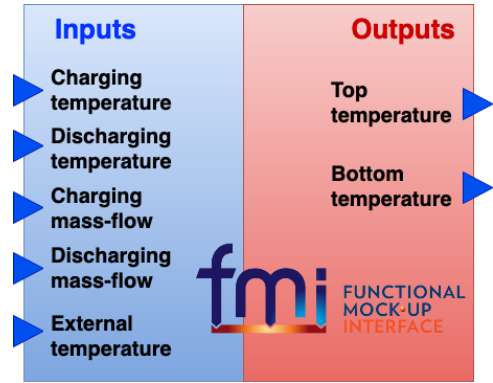 Inputs
Charging
temperature
Discharging
temperature
Charging
mass-flow
Discharging
mass-flow
External
temperature
Outputs
Top
temperature
Bottom
temperature
fmi
FUNCTIONAL
MOCK-UP
INTERFACE